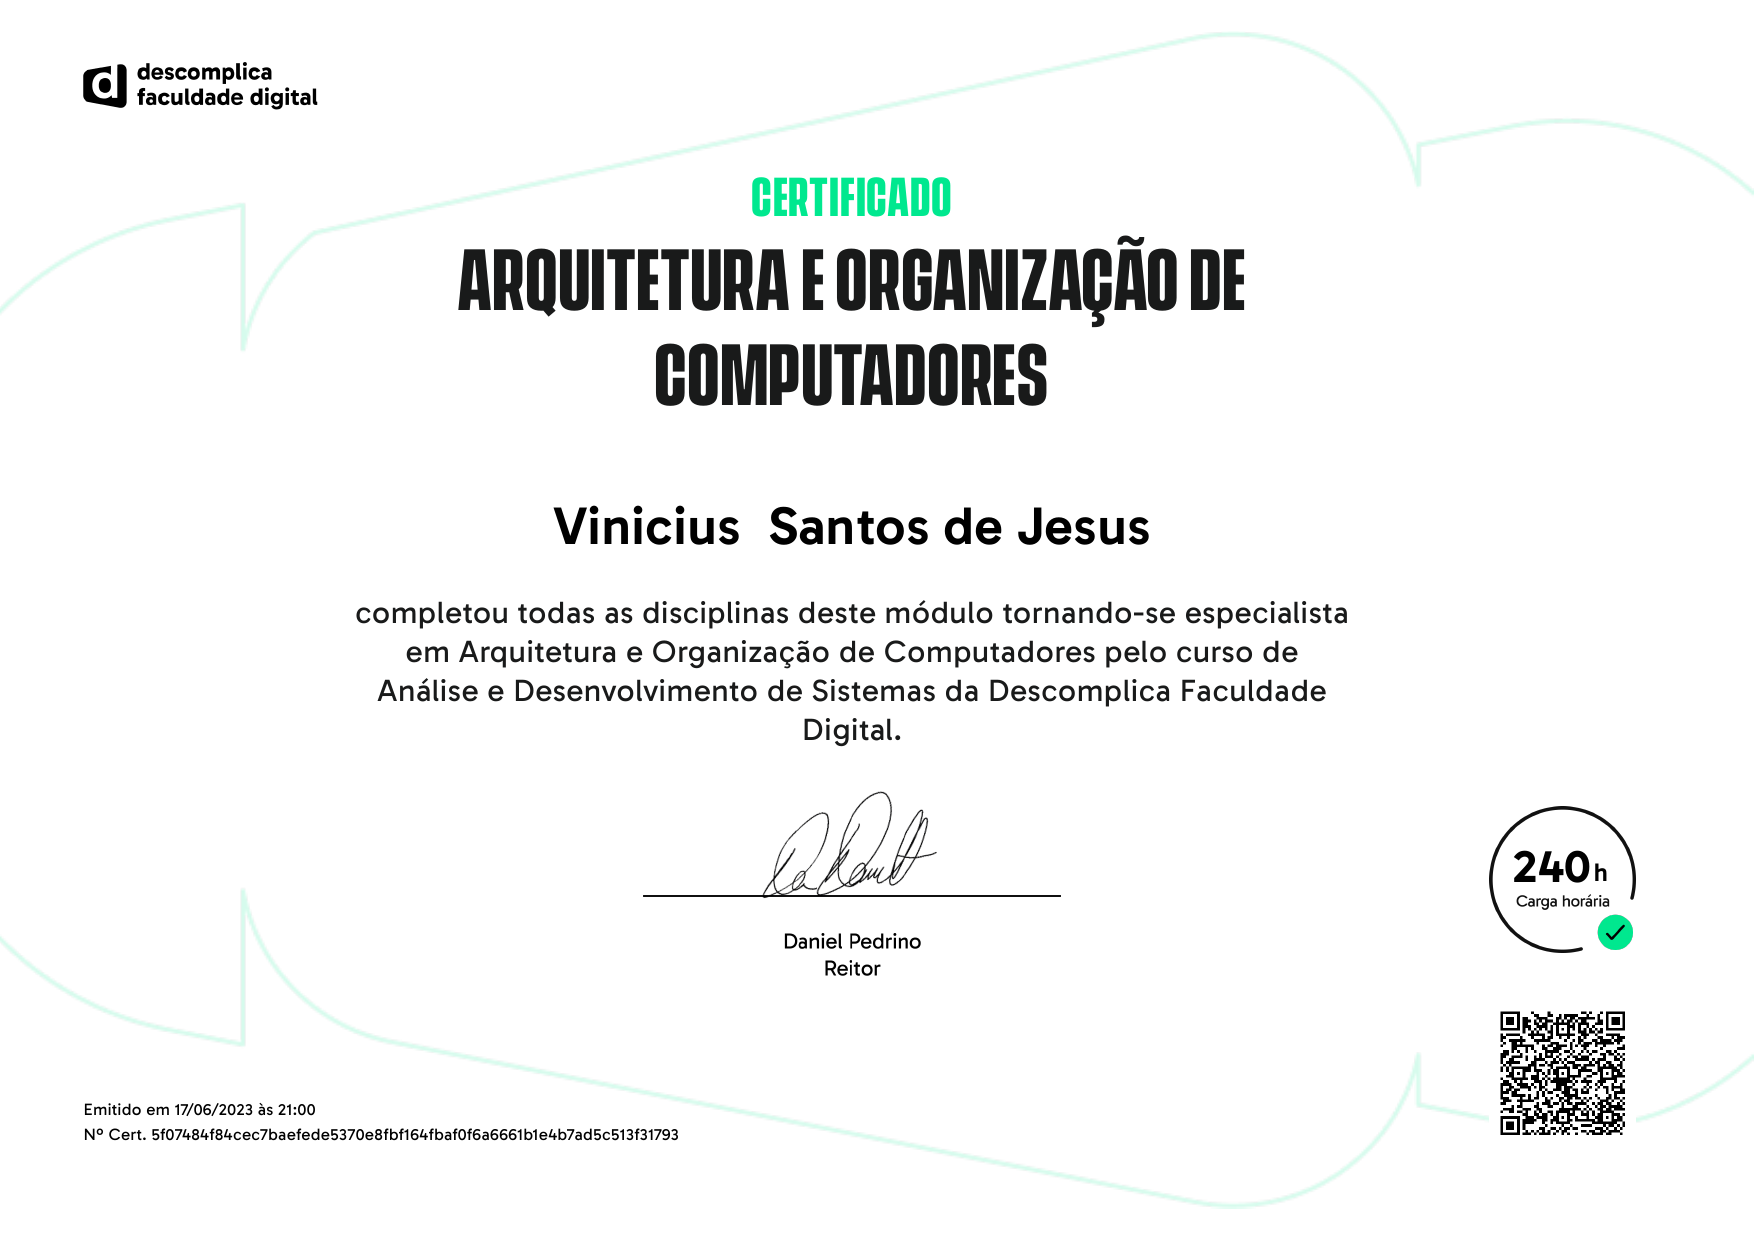 descomplica
faculdade digital
CERTIFICADO
ARQUITETURA E ORGANIZAÇÃO DE
COMPUTADORES
Vinicius Santos de Jesus
completou todas as disciplinas deste módulo tornando-se especialista
em Arquitetura e Organização de Computadores pelo curso de
Análise e Desenvolvimento de Sistemas da Descomplica Faculdade
Digital.
Daniel Pedrino
Reitor
240h
Carga horária
Emitido em 17/06/2023 às 21:00
Nº Cert. 5f07484f84cec7baefede5370e8fbf164fbaf0f6a6661b1e4b7ad5c513f31793